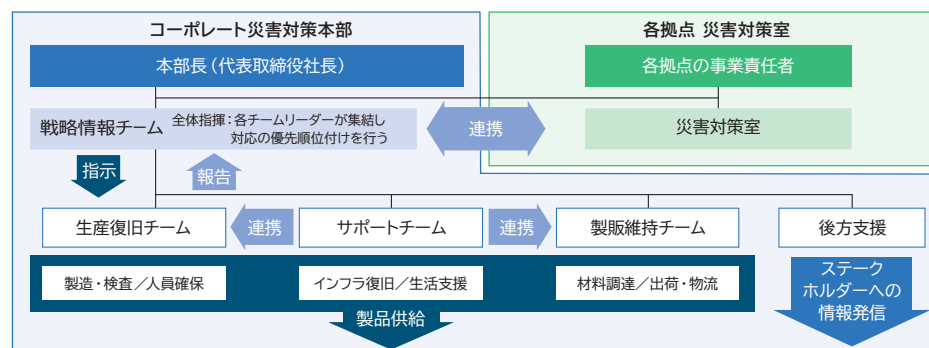 コーポレート災害対策本部
各拠点 災害対策室
本部長（代表取締役社長）
各拠点の事業責任者
戦略情報チーム
全体指揮：各チームリーダーが集結し
対応の優先順位付けを行う
連携
災害対策室
指示
報告
生産復旧チーム
連携
サポートチーム
連携
製販維持チーム
後方支援
製造・検査／人員確保
インフラ復旧／生活支援
材料調達／出荷・物流
ステーク
ホルダーへの
情報発信
製品供給